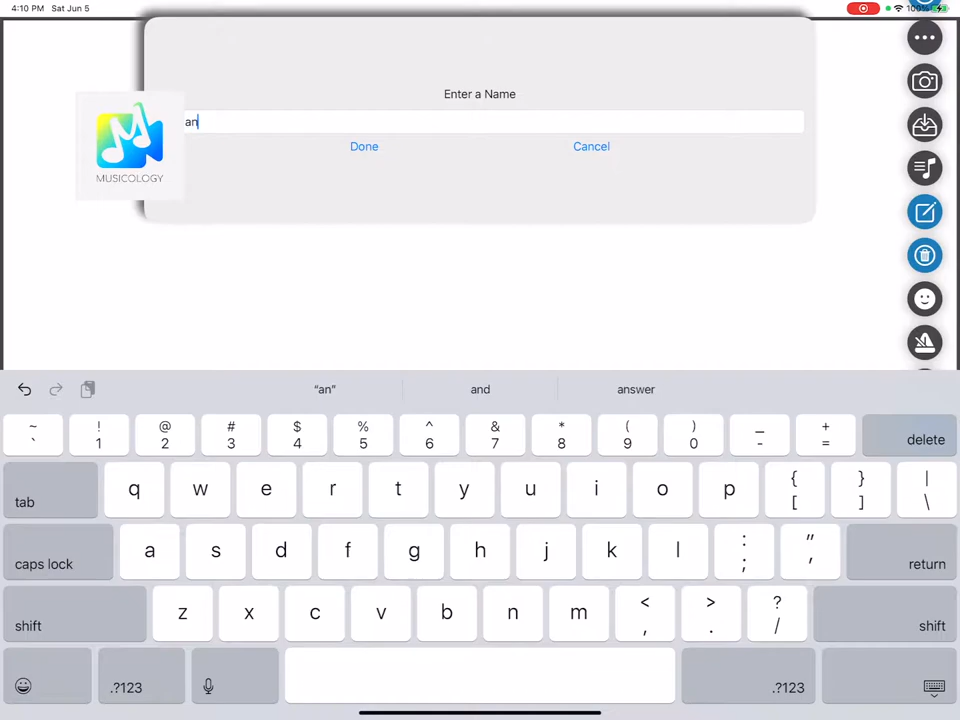 4:10 PM Sat Jun 5
100%
Enter a Name
an
Done Cancel
MUSICOLOGY
“an” and answer
~ ! @ # $ % ^ & * ( ) _ +
` 1 2 3 4 5 6 7 8 9 0 - = delete
tab q w e r t y u i o p { [ } ] | \
caps lock a s d f g h j k l : ; " ' return
shift z x c v b n m < , > . ? / shift
.?123 .?123